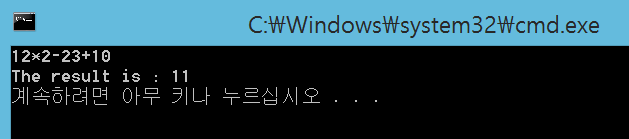 C:₩Windows₩system32₩cmd.exe
12*2-23+10
The result is : 11
계속하려면 아무 키나 누르십시오 . . .